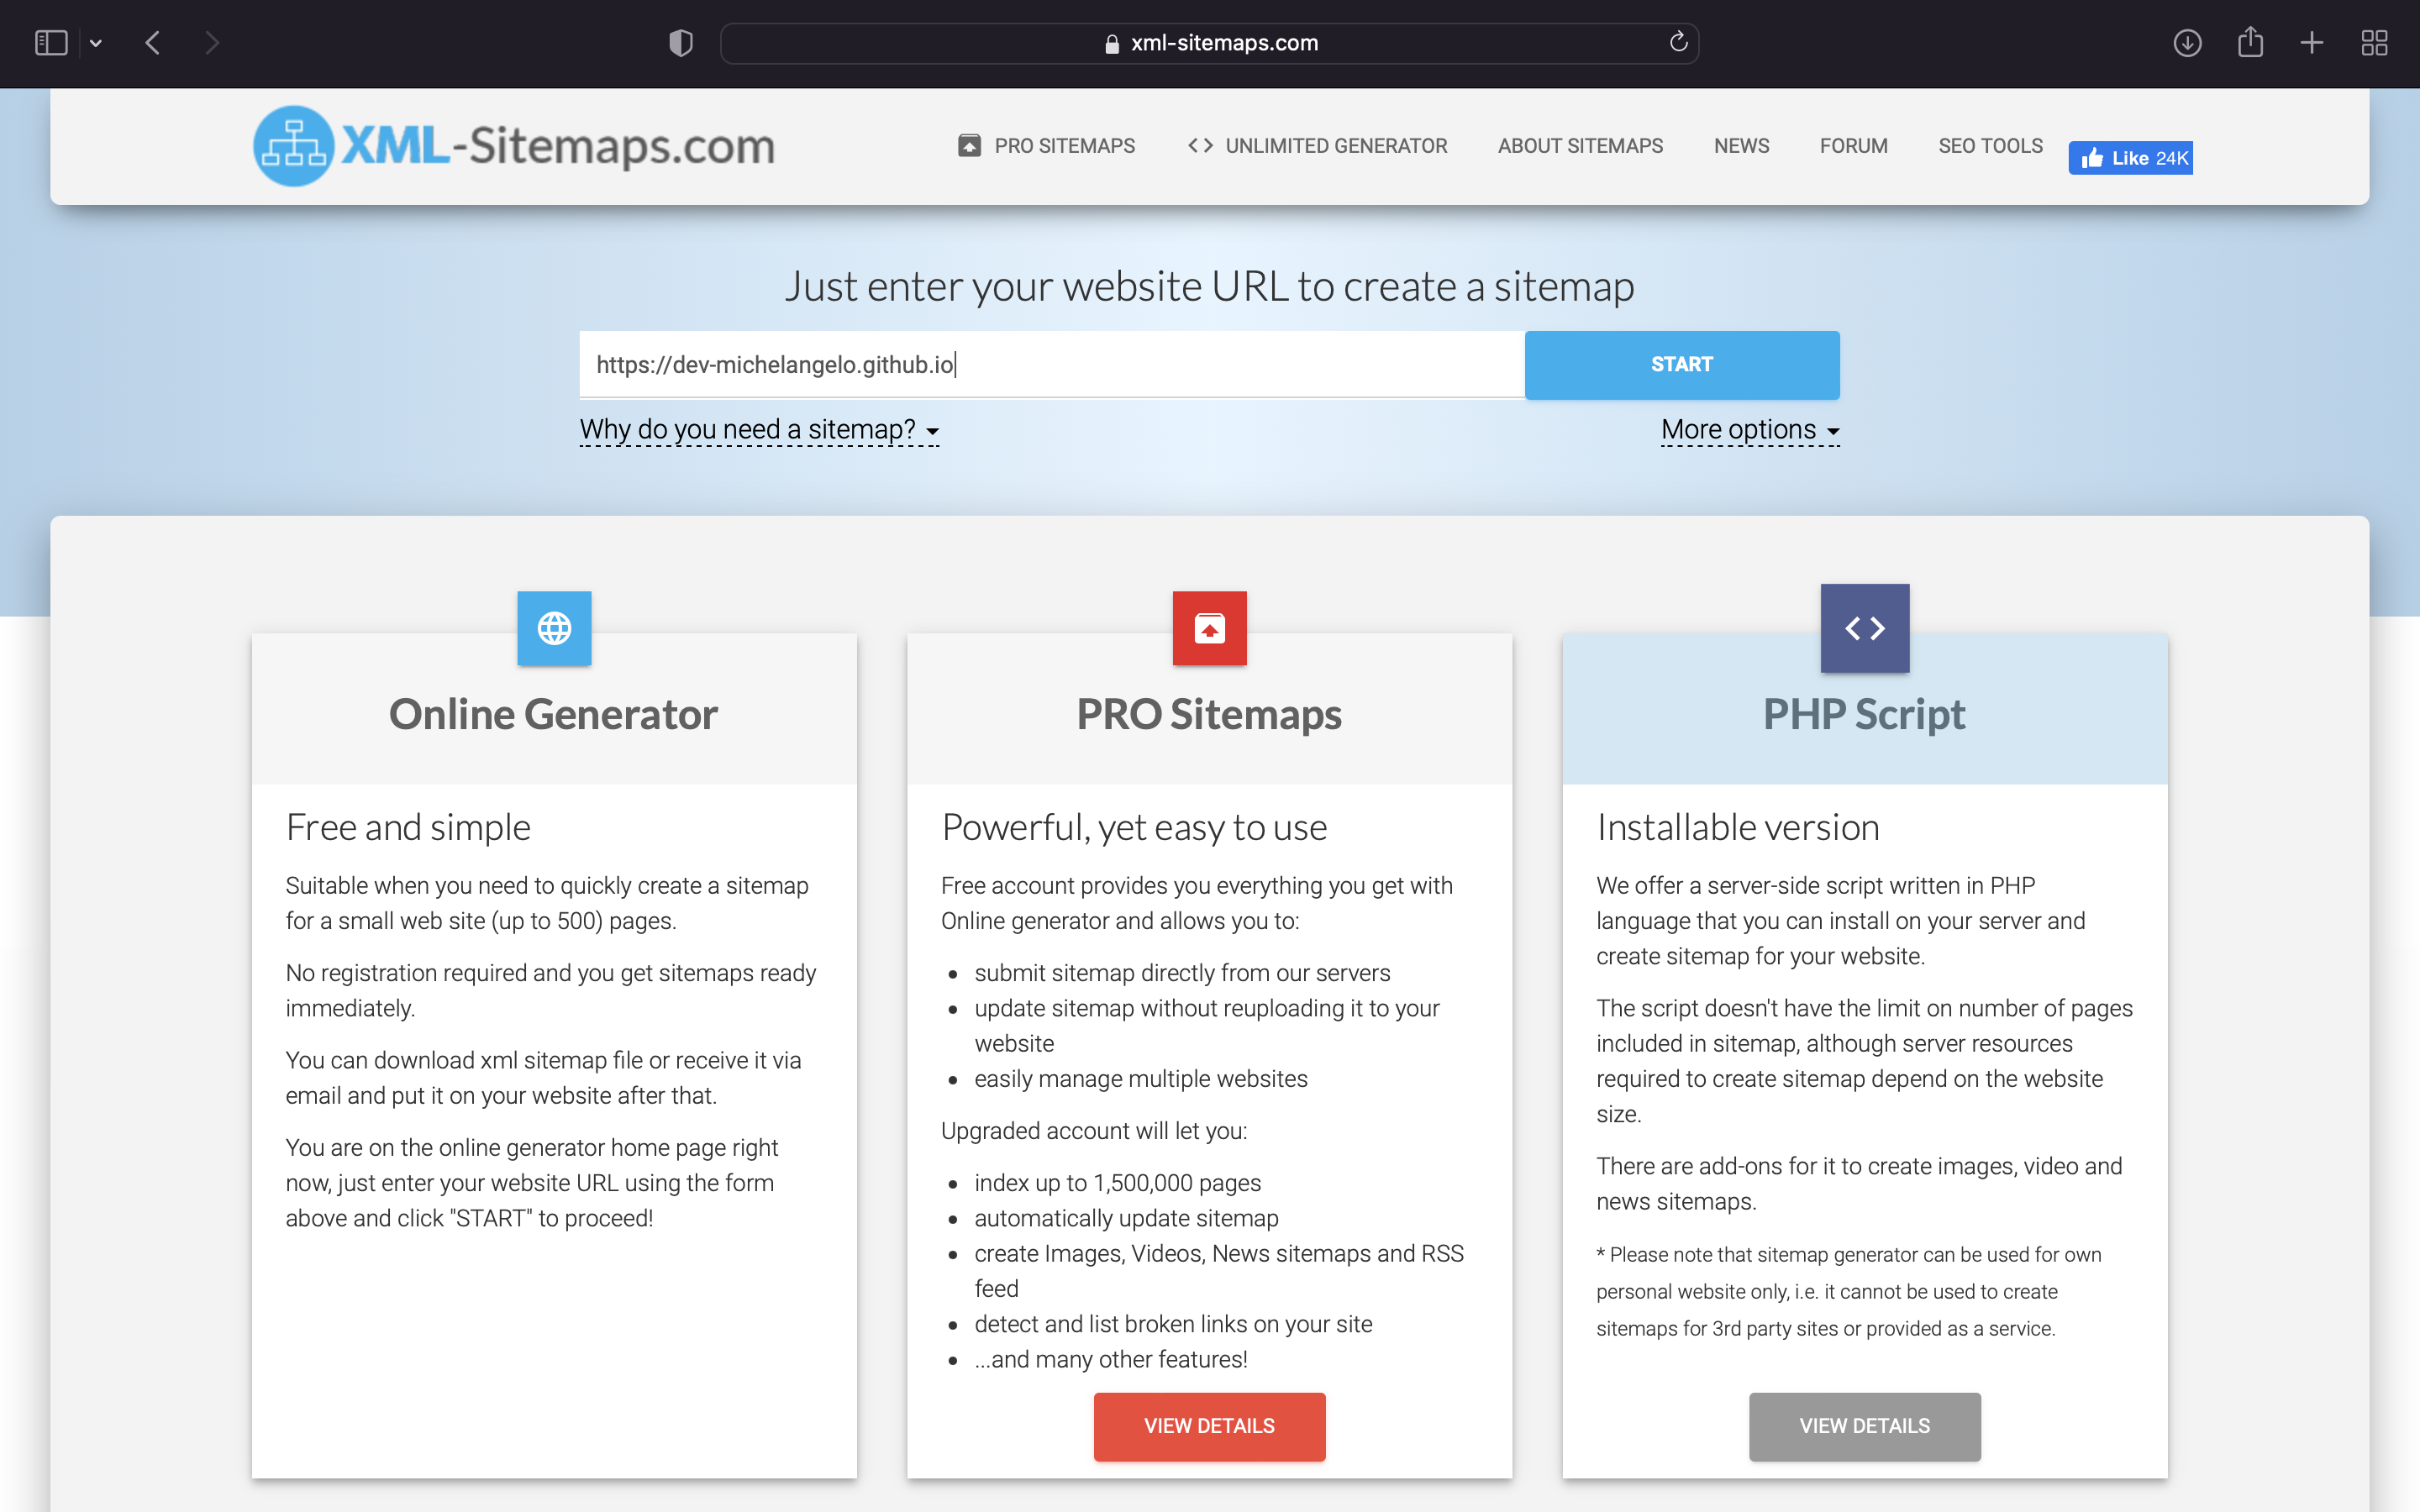 xml-sitemaps.com
XML-Sitemaps.com
PRO SITEMAPS
UNLIMITED GENERATOR
ABOUT SITEMAPS
NEWS
FORUM
SEO TOOLS
Like 24K
Just enter your website URL to create a sitemap
https://dev-michelangelo.github.io
START
Why do you need a sitemap?
More options
Online Generator
Free and simple
Suitable when you need to quickly create a sitemap
for a small web site (up to 500) pages.
No registration required and you get sitemaps ready
immediately.
You can download xml sitemap file or receive it via
email and put it on your website after that.
You are on the online generator home page right
now, just enter your website URL using the form
above and click "START" to proceed!
PRO Sitemaps
Powerful, yet easy to use
Free account provides you everything you get with
Online generator and allows you to:
• submit sitemap directly from our servers
• update sitemap without reuploading it to your
website
• easily manage multiple websites
Upgraded account will let you:
• index up to 1,500,000 pages
• automatically update sitemap
• create Images, Videos, News sitemaps and RSS
feed
• detect and list broken links on your site
• ...and many other features!
VIEW DETAILS
PHP Script
Installable version
We offer a server-side script written in PHP
language that you can install on your server and
create sitemap for your website.
The script doesn't have the limit on number of pages
included in sitemap, although server resources
required to create sitemap depend on the website
size.
There are add-ons for it to create images, video and
news sitemaps.
* Please note that sitemap generator can be used for own
personal website only, i.e. it cannot be used to create
sitemaps for 3rd party sites or provided as a service.
VIEW DETAILS